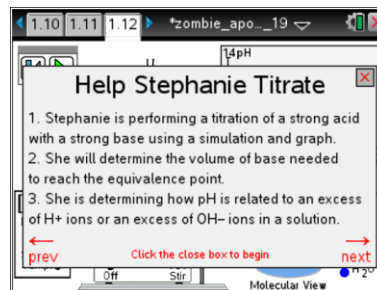 1.10 1.11 1.12 *zombie_apo..._19
14pH
Help Stephanie Titrate
1. Stephanie is performing a titration of a strong acid
with a strong base using a simulation and graph.
2. She will determine the volume of base needed
to reach the equivalence point.
3. She is determining how pH is related to an excess
of H+ ions or an excess of OH– ions in a solution.
prev Click the close box to begin next
Off Stir
Molecular View